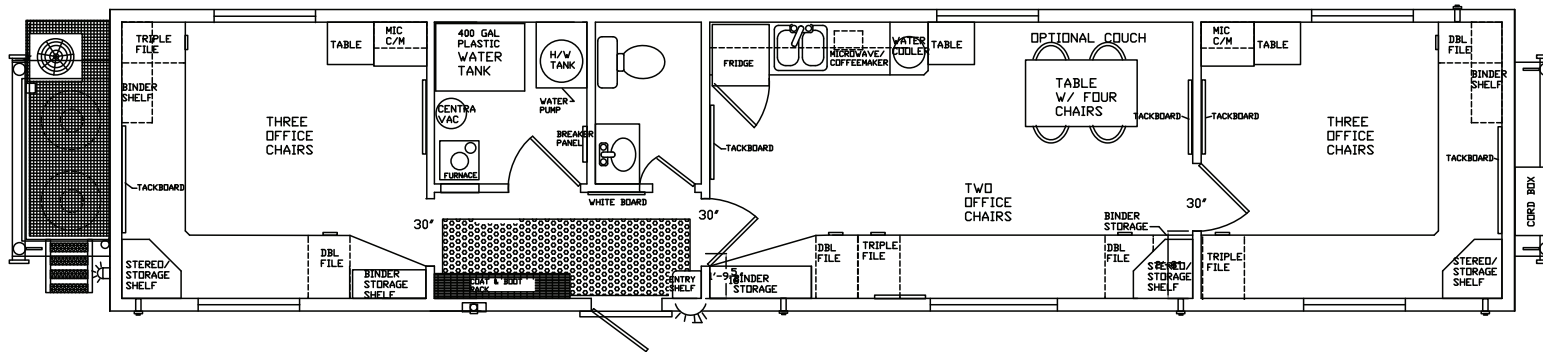 TRIPLE
FILE
BINDER
SHELF
TACKBOARD
STEREO/
STORAGE
SHELF
THREE
OFFICE
CHAIRS
TABLE
MIC
C/M
DBL
FILE
BINDER
STORAGE
SHELF
30"
400 GAL
PLASTIC
WATER
TANK
H/W
TANK
WATER
PUMP
CENTRA
VAC
BREAKER
PANEL
FURNACE
WHITE BOARD
COAT & BOOT
RACK
ENTRY
SHELF
30"
FRIDGE
MICROWAVE/
COFFEEMAKER
WATER
COOLER
TABLE
TACKBOARD
OPTIONAL COUCH
TABLE
W/ FOUR
CHAIRS
TACKBOARD
TWO
OFFICE
CHAIRS
BINDER
STORAGE
DBL
FILE
TRIPLE
FILE
DBL
FILE
BINDER
STORAGE
STEREO/
STORAGE
SHELF
30"
MIC
C/M
TABLE
TACKBOARD
THREE
OFFICE
CHAIRS
DBL
FILE
BINDER
SHELF
TACKBOARD
TRIPLE
FILE
STEREO/
STORAGE
SHELF
CORD BOX